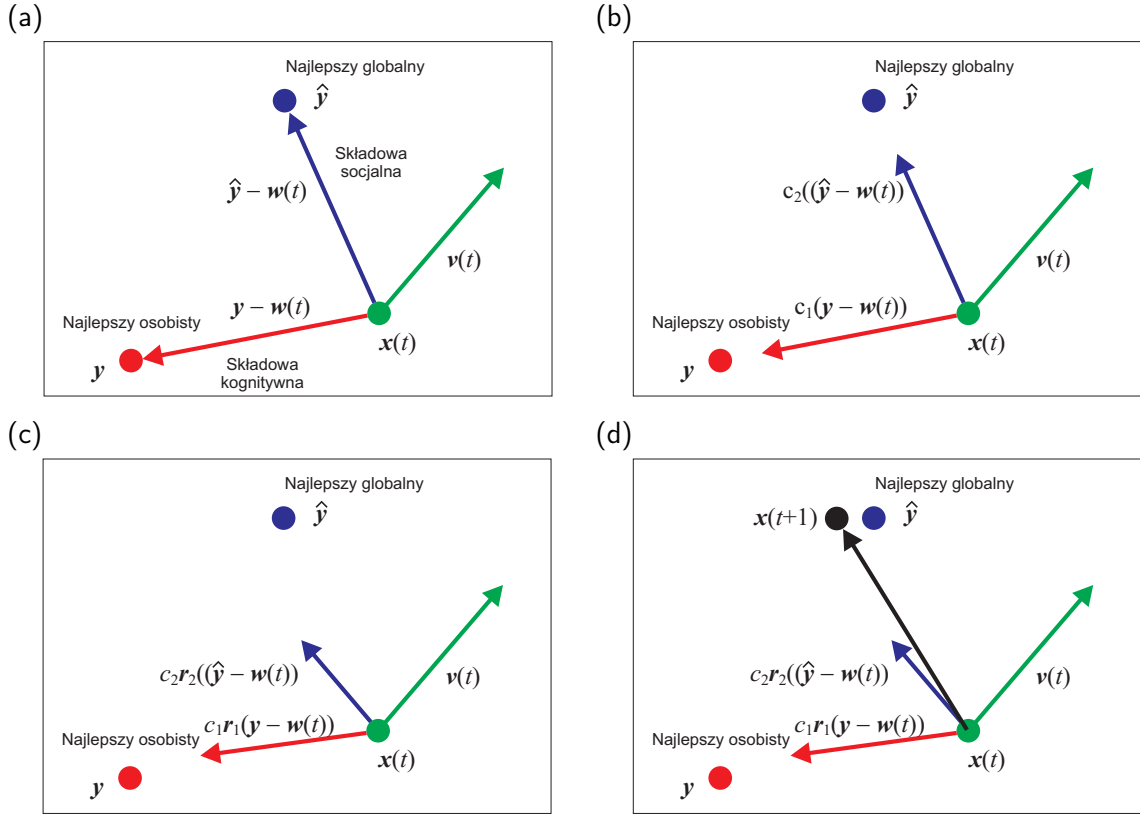 (a)
Najlepszy globalny
ŷ
Składowa
socjalna
ŷ – w(t)
v(t)
y – w(t)
Najlepszy osobisty
x(t)
y
Składowa
kognitywna
(b)
Najlepszy globalny
ŷ
c₂((ŷ – w(t))
v(t)
c₁(y – w(t))
Najlepszy osobisty
x(t)
y
(c)
Najlepszy globalny
ŷ
c₂r₂((ŷ – w(t))
v(t)
c₁r₁(y – w(t))
Najlepszy osobisty
x(t)
y
(d)
Najlepszy globalny
x(t+1)
ŷ
c₂r₂((ŷ – w(t))
v(t)
c₁r₁(y – w(t))
Najlepszy osobisty
x(t)
y